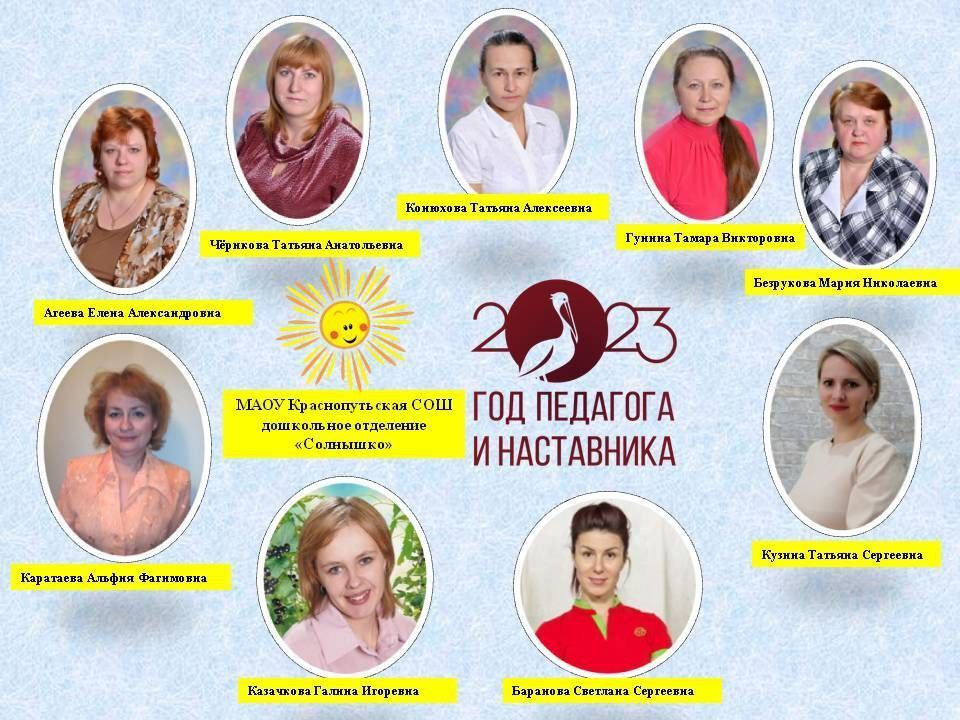 Конюхова Татьяна Алексеевна
Чёрикова Татьяна Анатольевна
Гунина Тамара Викторовна
Безрукова Мария Николаевна
Агеева Елена Александровна
2023
МАОУ Краснопутьская СОШ
дошкольное отделение
«Солнышко»
ГОД ПЕДАГОГА
И НАСТАВНИКА
Кузина Татьяна Сергеевна
Каратаева Альфия Фагимовна
Казачкова Галина Игоревна
Баранова Светлана Сергеевна